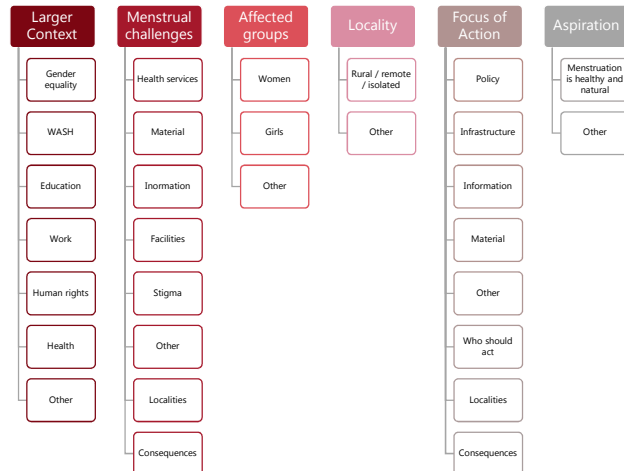 Larger
Context
Gender
equality
WASH
Education
Work
Human rights
Health
Other
Menstrual
challenges
Health services
Material
Inormation
Facilities
Stigma
Other
Localities
Consequences
Affected
groups
Women
Girls
Other
Locality
Rural / remote
/ isolated
Other
Focus of
Action
Policy
Infrastructure
Information
Material
Other
Who should
act
Localities
Consequences
Aspiration
Menstruation
is healthy and
natural
Other